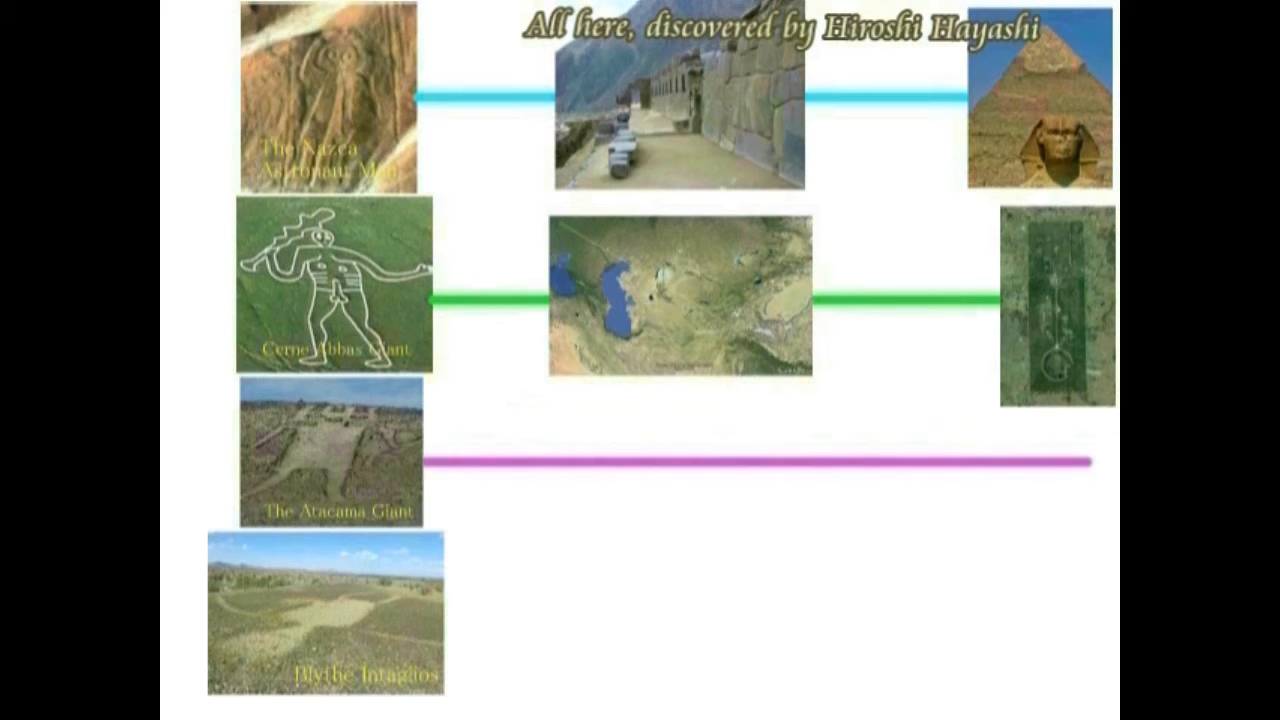 All here, discovered by Hiroshi Hayashi
The Nazca
Astronaut Man
Cerne Abbas Giant
The Atacama Giant
Blythe Intaglios